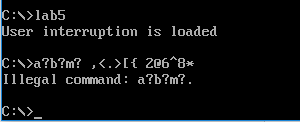 C:\>lab5
User interruption is loaded
C:\>a?b?m? ,<.>[{ 2@6^8*
Illegal command: a?b?m?.
C:\>_